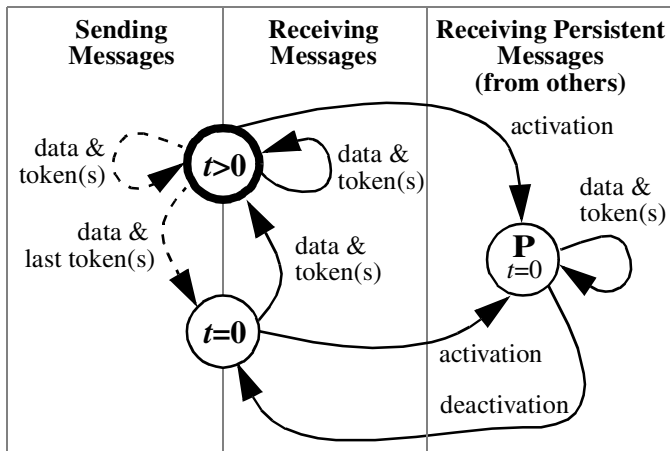 Sending
Messages
Receiving
Messages
Receiving Persistent
Messages
(from others)
activation
data &
token(s)
t>0
data &
token(s)
data &
token(s)
data &
last token(s)
data &
token(s)
P
t=0
t=0
activation
deactivation